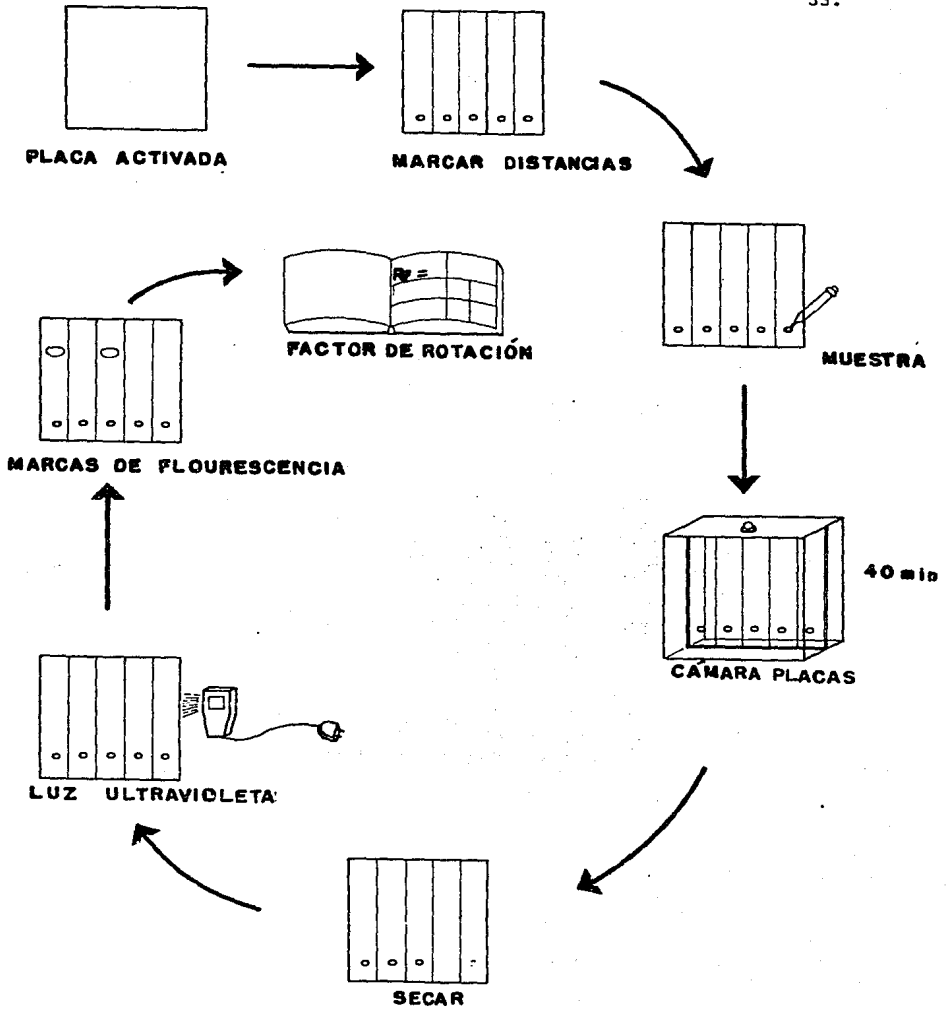 PLACA ACTIVADA
MARCAR DISTANCIAS
MUESTRA
40 min
CÁMARA PLACAS
SECAR
LUZ ULTRAVIOLETA
MARCAS DE FLOURESCENCIA
FACTOR DE ROTACIÓN